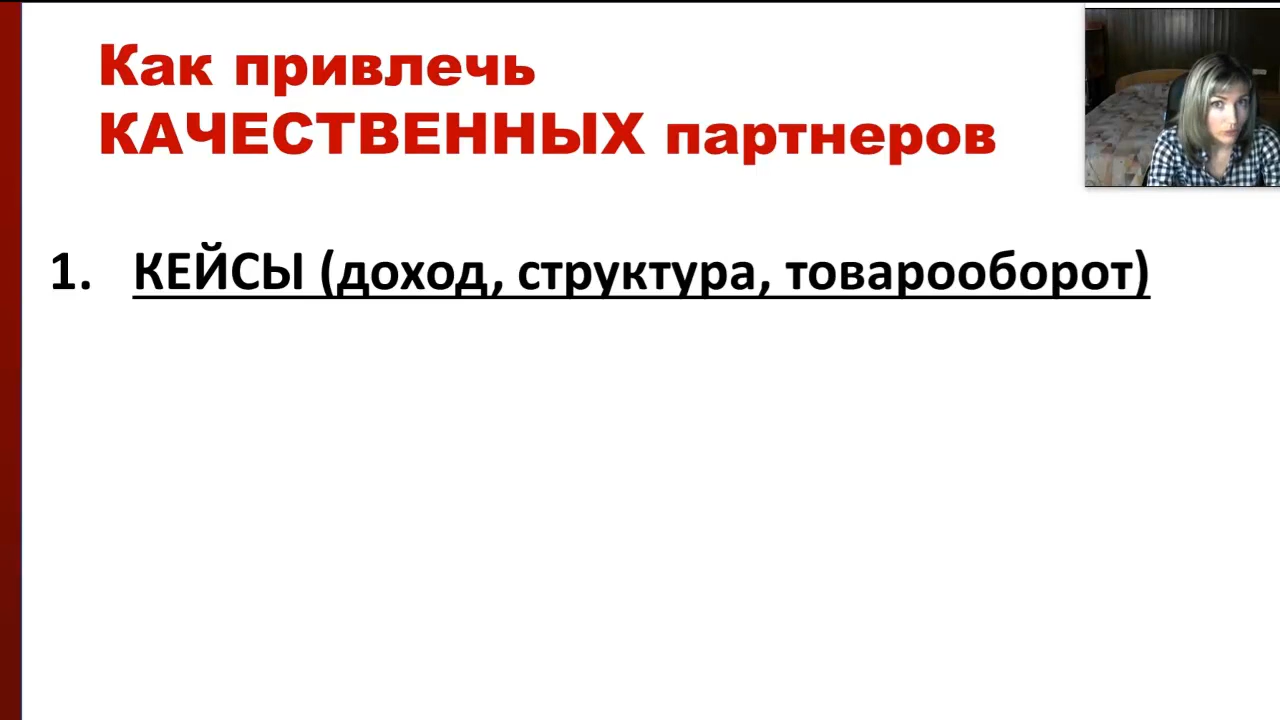 Как привлечь
КАЧЕСТВЕННЫХ партнеров
1. КЕЙСЫ (доход, структура, товарооборот)